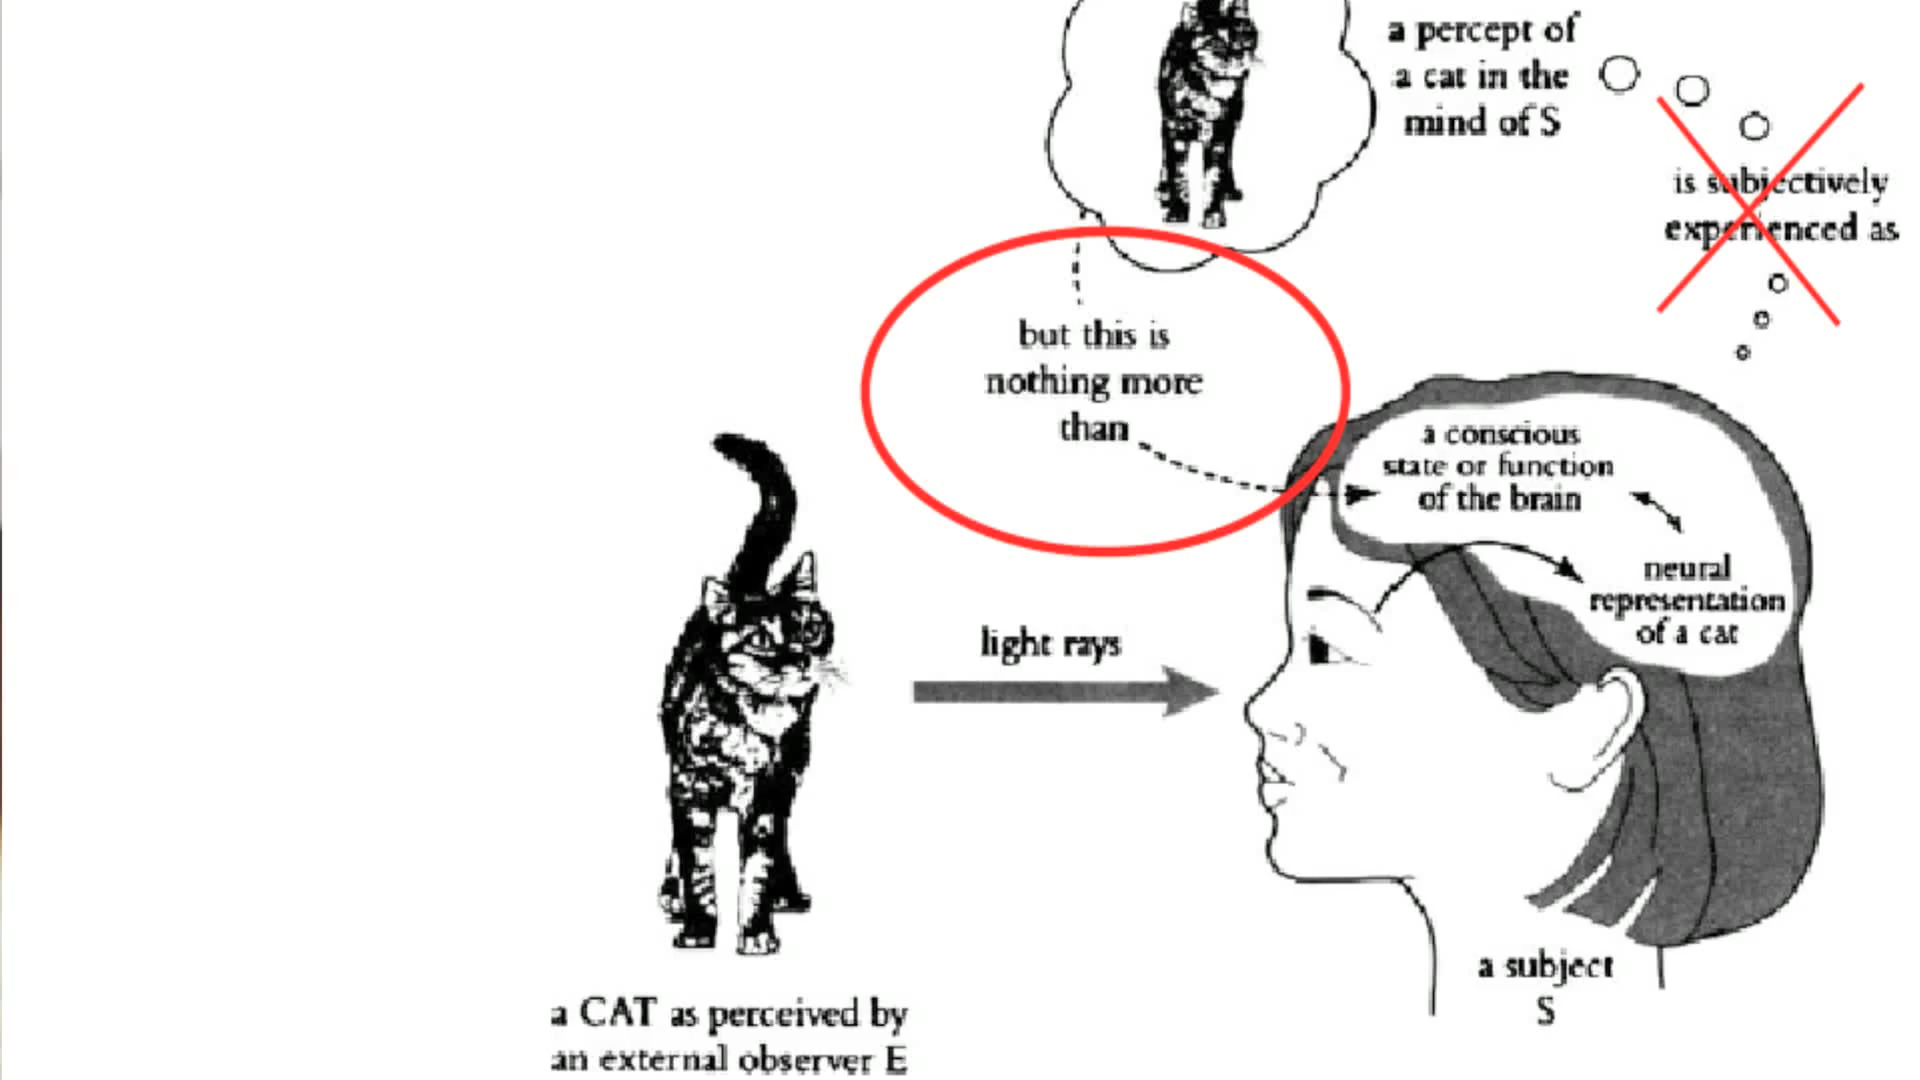 a percept of
a cat in the
mind of S
is subjectively
experienced as
but this is
nothing more
than
a conscious
state or function
of the brain
neural
representation
of a cat
light rays
a subject
S
a CAT as perceived by
an external observer E